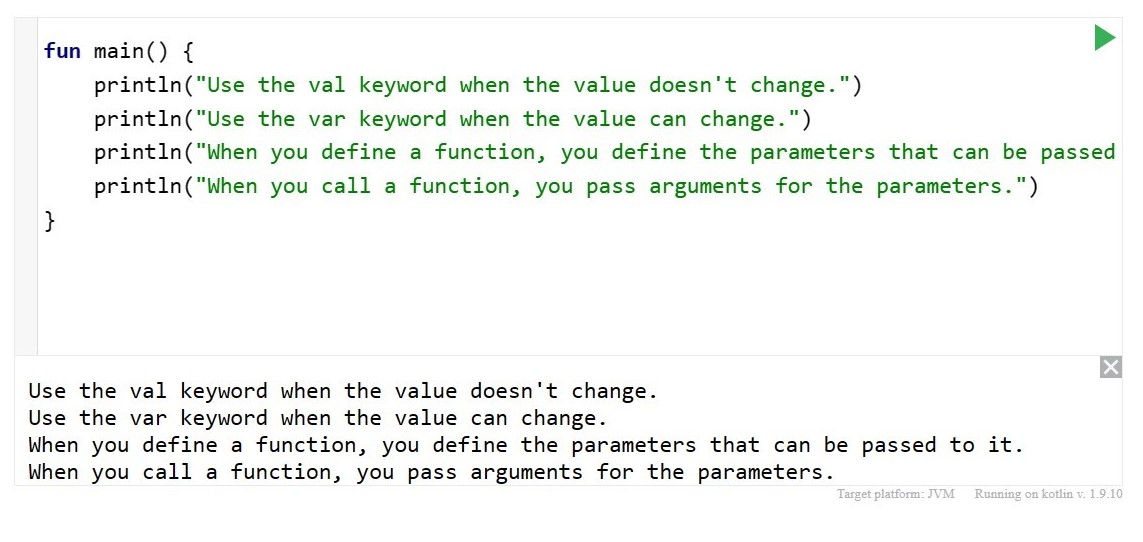 fun main() {
    println("Use the val keyword when the value doesn't change.")
    println("Use the var keyword when the value can change.")
    println("When you define a function, you define the parameters that can be passed
    println("When you call a function, you pass arguments for the parameters.")
}
Use the val keyword when the value doesn't change.
Use the var keyword when the value can change.
When you define a function, you define the parameters that can be passed to it.
When you call a function, you pass arguments for the parameters.
Target platform: JVM Running on kotlin v. 1.9.10